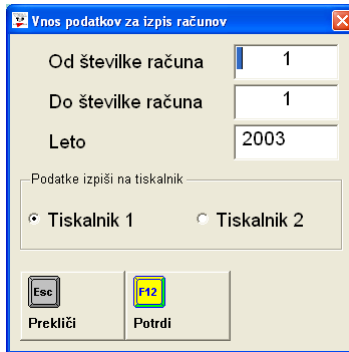 Vnos podatkov za izpis računov
Od številke računa 1
Do številke računa 1
Leto 2003
Podatke izpiši na tiskalnik
Tiskalnik 1 Tiskalnik 2
Esc F12
Prekliči Potrdi